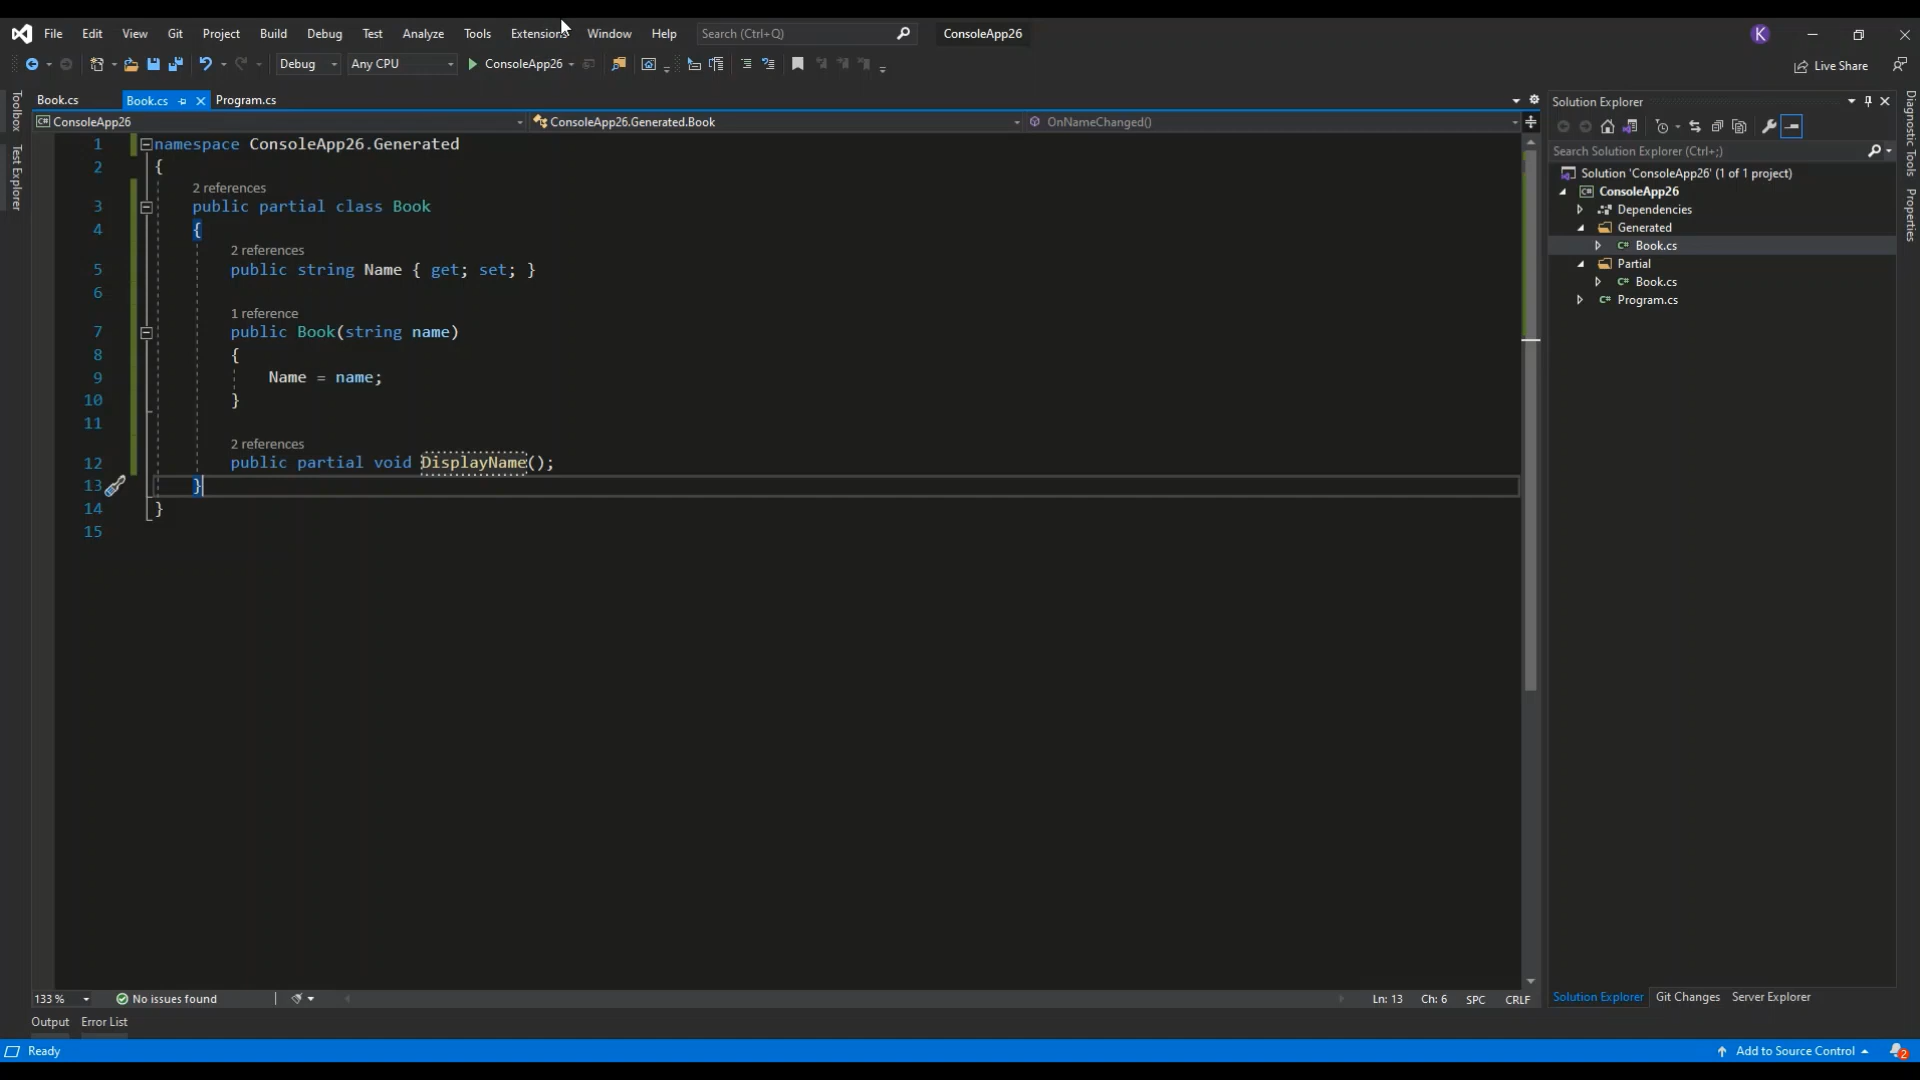 File Edit View Git Project Build Debug Test Analyze Tools Extensions Window Help Search (Ctrl+Q) ConsoleApp26 K
Debug Any CPU ConsoleApp26 Live Share
Book.cs Book.cs Program.cs
ConsoleApp26 ConsoleApp26.Generated.Book OnNameChanged()
Toolbox
Test Explorer
1 namespace ConsoleApp26.Generated
2 {
2 references
3 public partial class Book
4 {
2 references
5 public string Name { get; set; }
6
1 reference
7 public Book(string name)
8 {
9 Name = name;
10 }
11
2 references
12 public partial void DisplayName();
13 }
14 }
15
Solution Explorer
Search Solution Explorer (Ctrl+;)
Solution 'ConsoleApp26' (1 of 1 project)
ConsoleApp26
Dependencies
Generated
C# Book.cs
Partial
C# Book.cs
C# Program.cs
Diagnostic Tools
Properties
133 % No issues found Ln: 13 Ch: 6 SPC CRLF
Solution Explorer Git Changes Server Explorer
Output Error List
Ready Add to Source Control 2